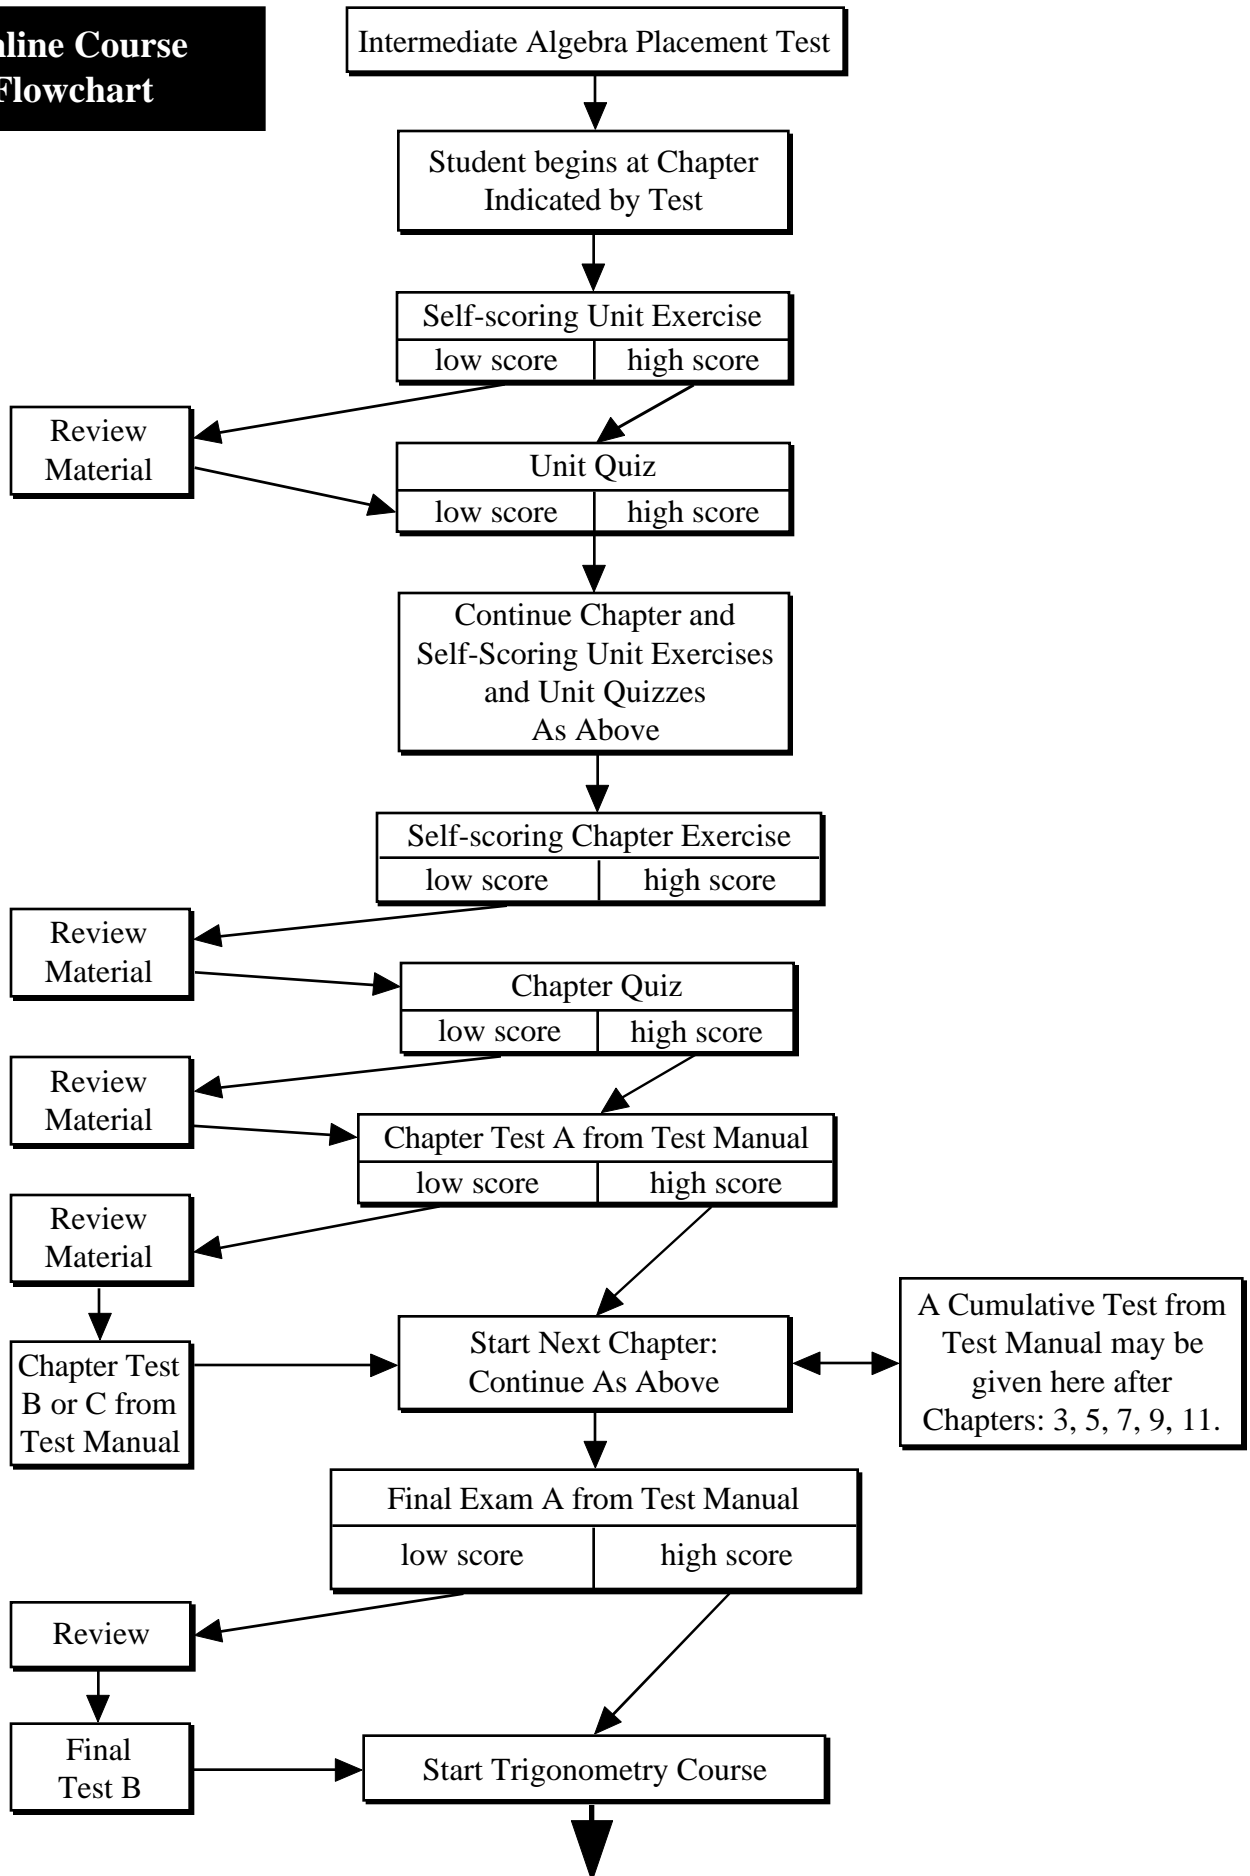 nline Course
Flowchart
Intermediate Algebra Placement Test
Student begins at Chapter
Indicated by Test
Self-scoring Unit Exercise
low score
high score
Review
Material
Unit Quiz
low score
high score
Continue Chapter and
Self-Scoring Unit Exercises
and Unit Quizzes
As Above
Self-scoring Chapter Exercise
low score
high score
Review
Material
Chapter Quiz
low score
high score
Review
Material
Chapter Test A from Test Manual
low score
high score
Review
Material
Chapter Test
B or C from
Test Manual
Start Next Chapter:
Continue As Above
A Cumulative Test from
Test Manual may be
given here after
Chapters: 3, 5, 7, 9, 11.
Final Exam A from Test Manual
low score
high score
Review
Final
Test B
Start Trigonometry Course